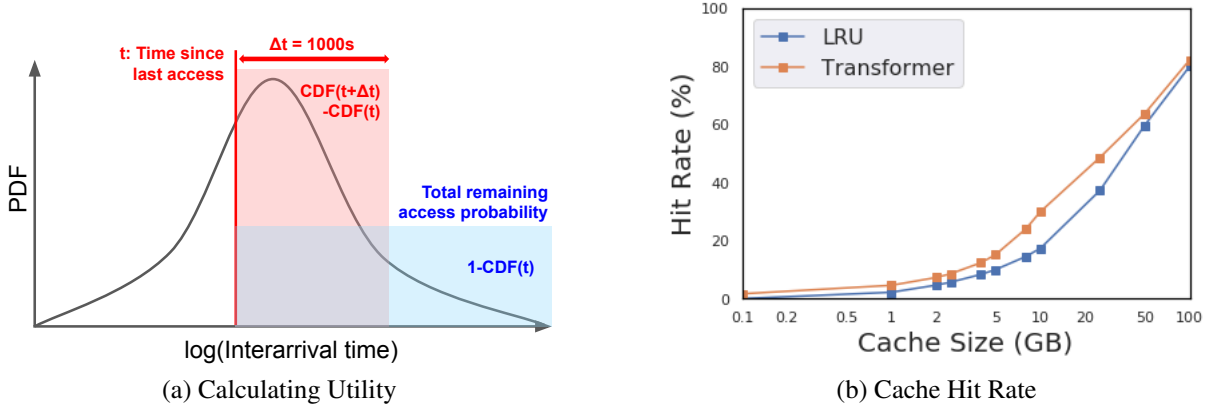 t: Time since
last access
Δt = 1000s
CDF(t+Δt)
-CDF(t)
Total remaining
access probability
1-CDF(t)
PDF
log(Interarrival time)
(a) Calculating Utility
100
80
60
40
20
0
Hit Rate (%)
LRU
Transformer
0.1 0.2 0.5 1 2 5 10 20 50 100
Cache Size (GB)
(b) Cache Hit Rate